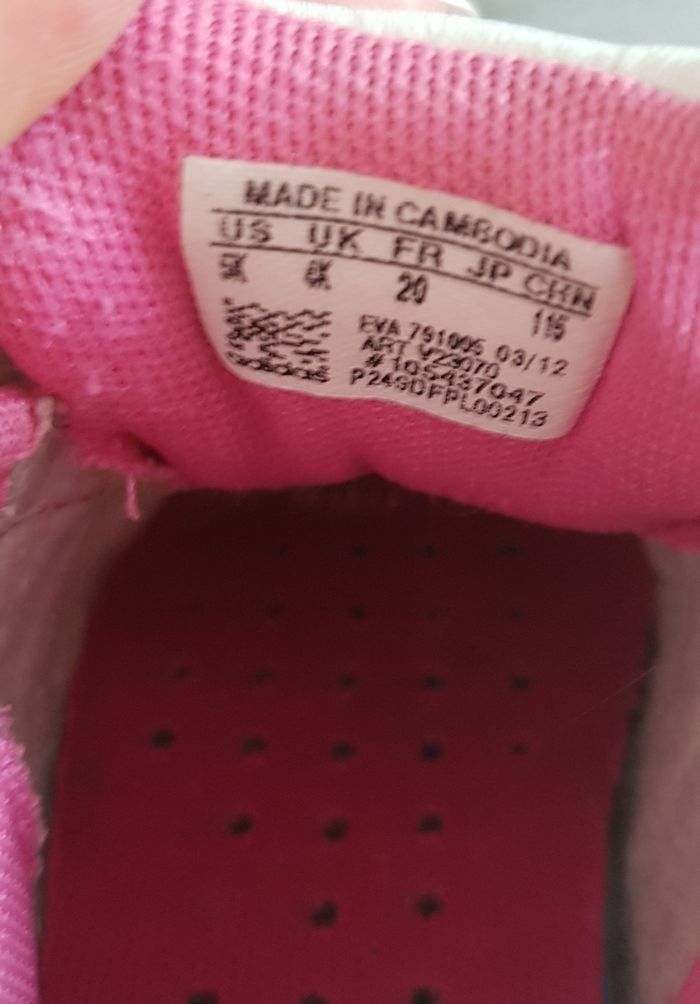 MADE IN CAMBODIA
US UK FR JP CHN
5K 4K 20 115
EVA 791005 03/12
ART V23070
#105437047
adidas P249DFPL00213